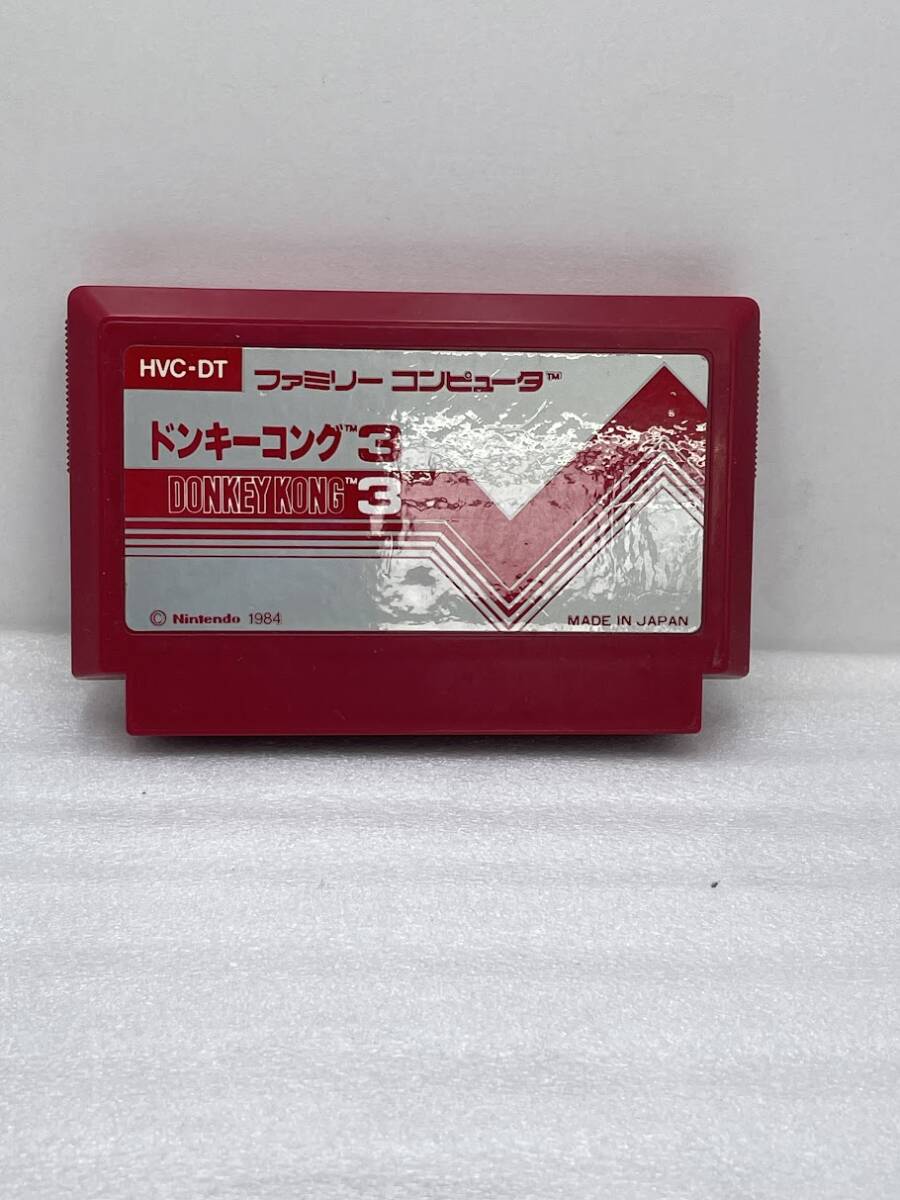 HVC-DT
ファミリー コンピュータ™
ドンキーコング™3
DONKEY KONG™3
© Nintendo 1984
MADE IN JAPAN